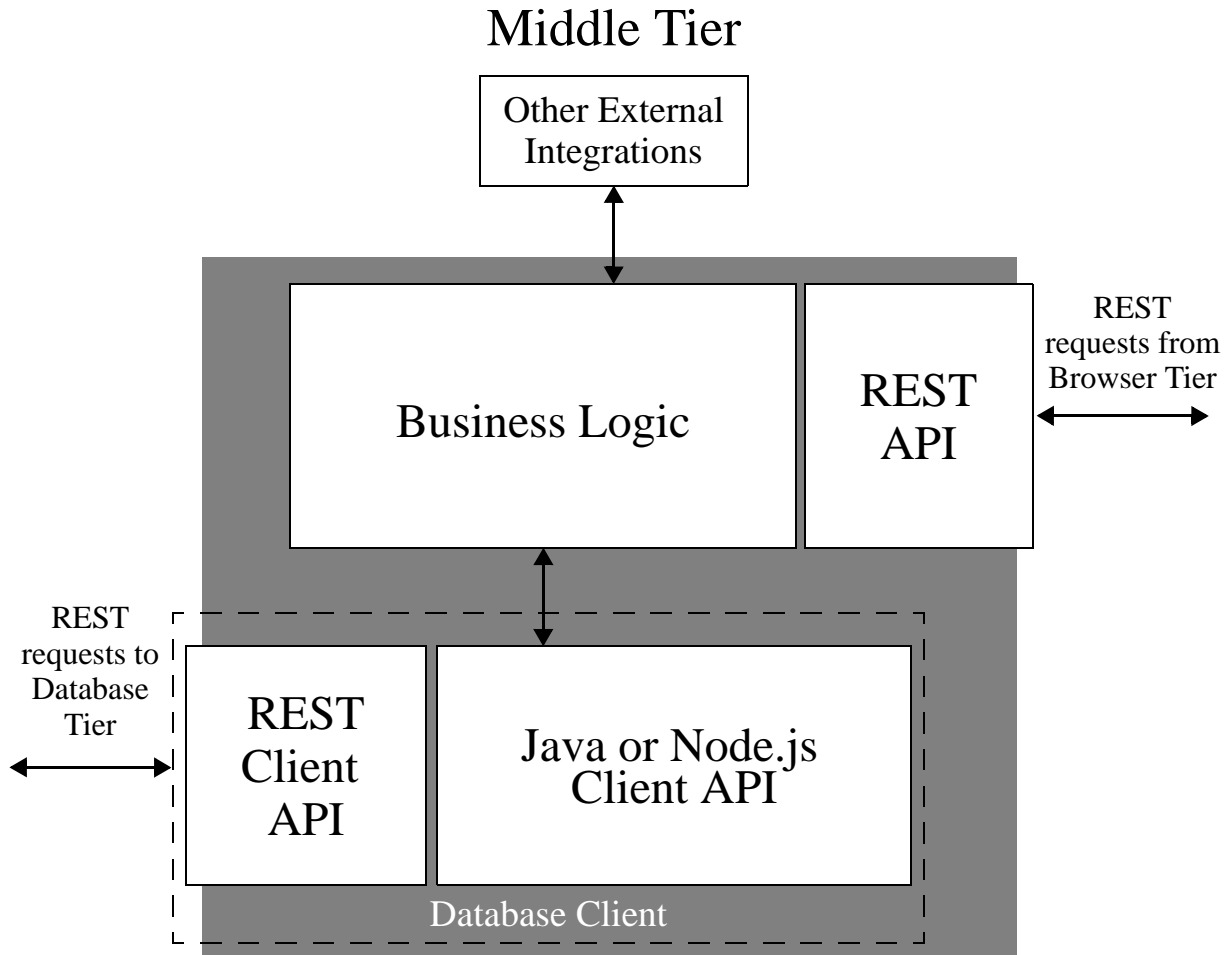 Middle Tier
Other External
Integrations
Business Logic
REST
API
REST
requests from
Browser Tier
REST
requests to
Database
Tier
REST
Client
API
Java or Node.js
Client API
Database Client